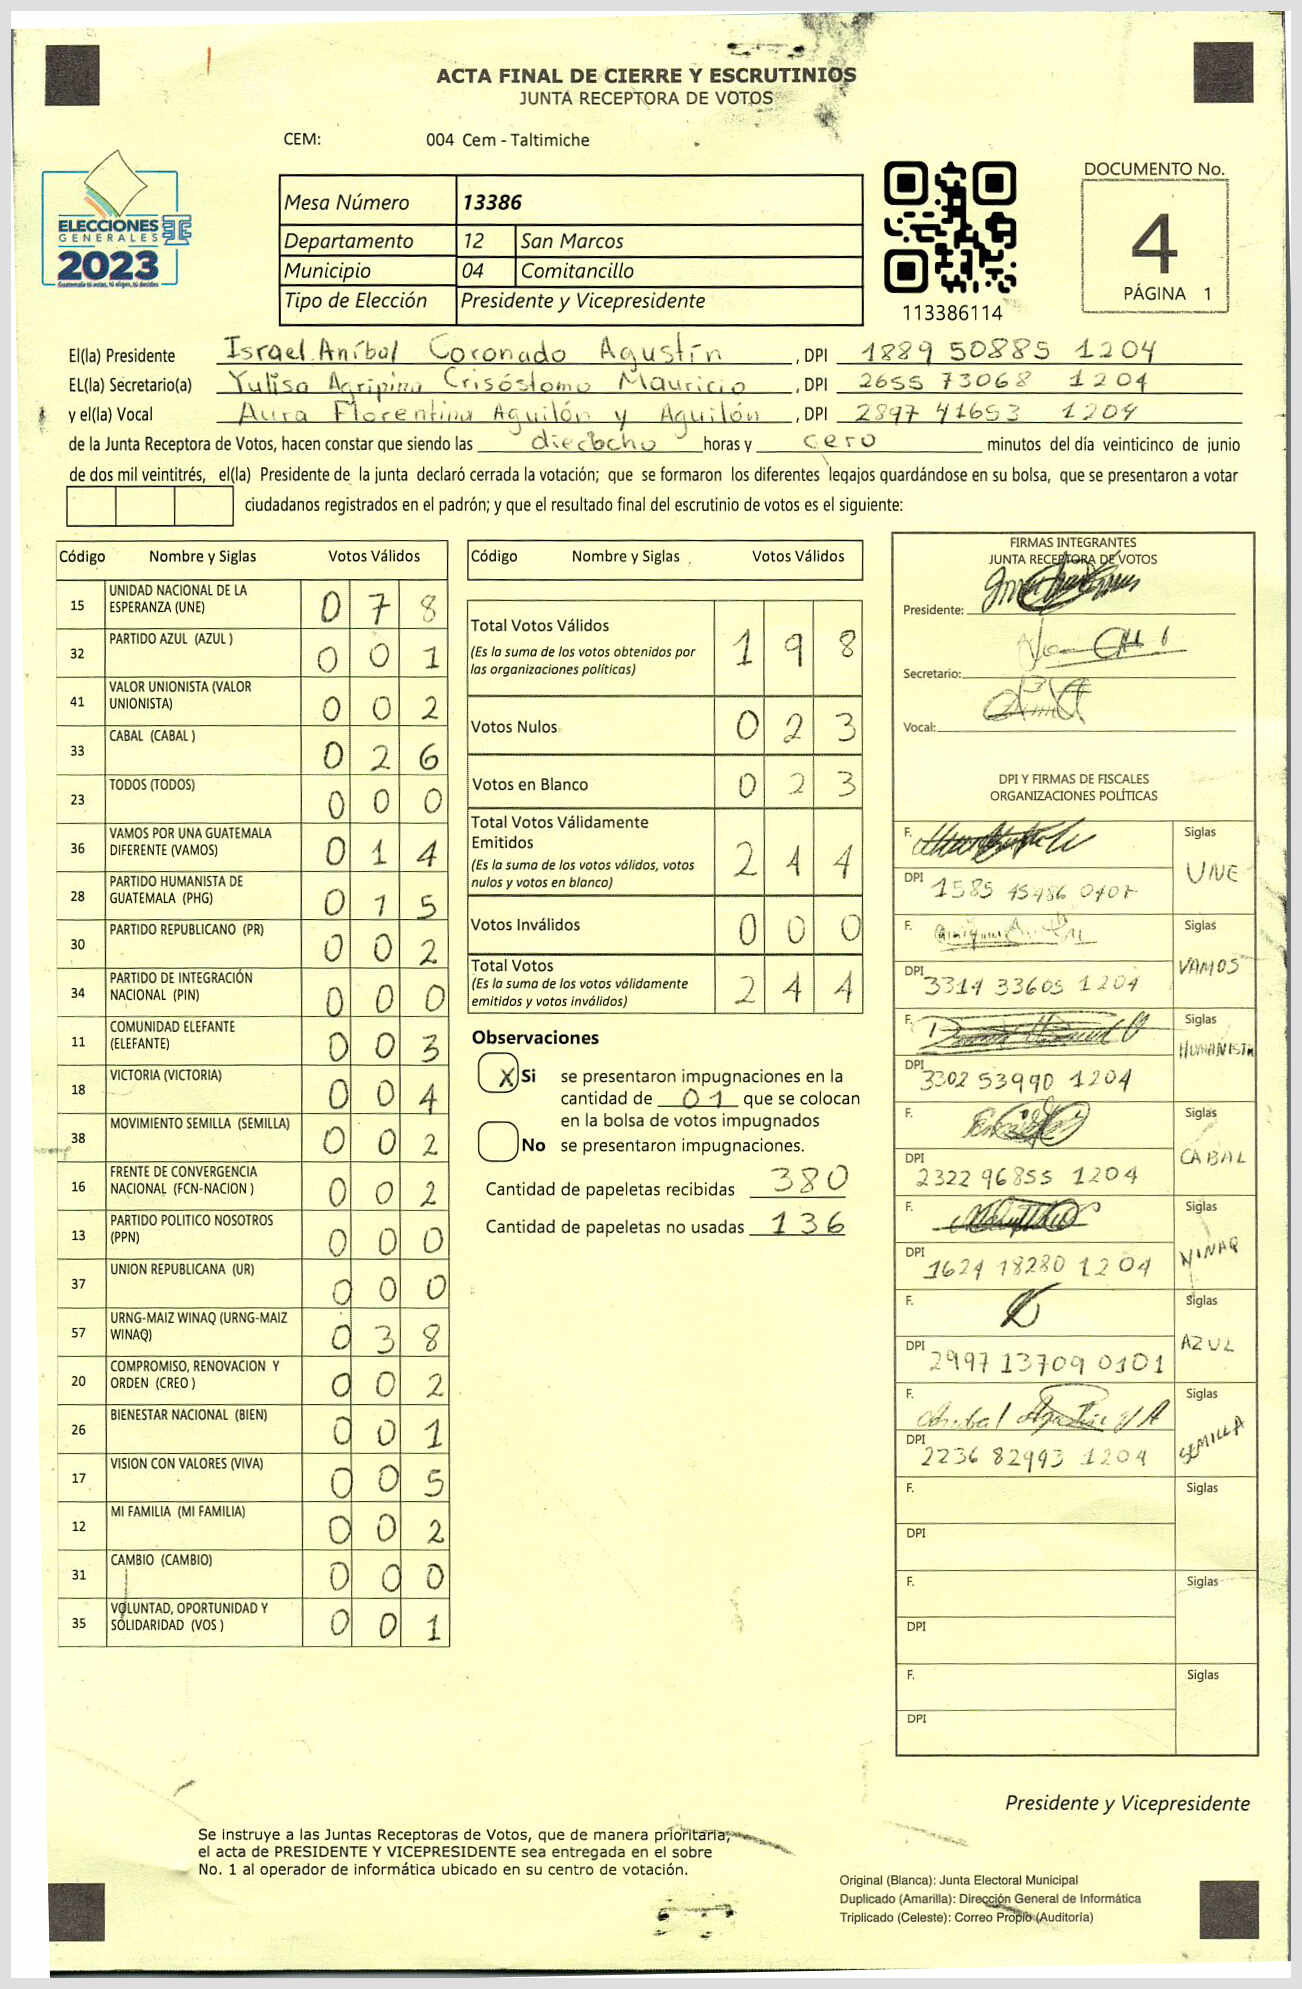 ACTA FINAL DE CIERRE Y ESCRUTINIOS
JUNTA RECEPTORA DE VOTOS
CEM: 004 Cem - Taltimiche
ELECCIONES
GENERALES
2023
Guatemala tú votas, tú eliges, tú decides
Mesa Número 13386
Departamento 12 San Marcos
Municipio 04 Comitancillo
Tipo de Elección Presidente y Vicepresidente
113386114
DOCUMENTO No.
4
PÁGINA 1
El(la) Presidente Israel Aníbal Coronado Agustín , DPI 1889 50885 1204
EL(la) Secretario(a) Yulisa Agripina Crisóstomo Mauricio , DPI 2655 73068 1204
y el(la) Vocal Aura Florentina Aguilón y Aguilón , DPI 2897 41653 1204
de la Junta Receptora de Votos, hacen constar que siendo las dieciocho horas y cero minutos del día veinticinco de junio
de dos mil veintitrés, el(la) Presidente de la junta declaró cerrada la votación; que se formaron los diferentes legajos quardándose en su bolsa, que se presentaron a votar
ciudadanos registrados en el padrón; y que el resultado final del escrutinio de votos es el siguiente:
Código Nombre y Siglas Votos Válidos
15 UNIDAD NACIONAL DE LA ESPERANZA (UNE) 0 7 8
32 PARTIDO AZUL (AZUL ) 0 0 1
41 VALOR UNIONISTA (VALOR UNIONISTA) 0 0 2
33 CABAL (CABAL ) 0 2 6
23 TODOS (TODOS) 0 0 0
36 VAMOS POR UNA GUATEMALA DIFERENTE (VAMOS) 0 1 4
28 PARTIDO HUMANISTA DE GUATEMALA (PHG) 0 1 5
30 PARTIDO REPUBLICANO (PR) 0 0 2
34 PARTIDO DE INTEGRACIÓN NACIONAL (PIN) 0 0 0
11 COMUNIDAD ELEFANTE (ELEFANTE) 0 0 3
18 VICTORIA (VICTORIA) 0 0 4
38 MOVIMIENTO SEMILLA (SEMILLA) 0 0 2
16 FRENTE DE CONVERGENCIA NACIONAL (FCN-NACION ) 0 0 2
13 PARTIDO POLITICO NOSOTROS (PPN) 0 0 0
37 UNION REPUBLICANA (UR) 0 0 0
57 URNG-MAIZ WINAQ (URNG-MAIZ WINAQ) 0 3 8
20 COMPROMISO, RENOVACION Y ORDEN (CREO ) 0 0 2
26 BIENESTAR NACIONAL (BIEN) 0 0 1
17 VISION CON VALORES (VIVA) 0 0 5
12 MI FAMILIA (MI FAMILIA) 0 0 2
31 CAMBIO (CAMBIO) 0 0 0
35 VOLUNTAD, OPORTUNIDAD Y SOLIDARIDAD (VOS ) 0 0 1
Código Nombre y Siglas Votos Válidos
Total Votos Válidos 1 9 8
(Es la suma de los votos obtenidos por
las organizaciones políticas)
Votos Nulos 0 2 3
Votos en Blanco 0 2 3
Total Votos Válidamente
Emitidos 2 4 4
(Es la suma de los votos válidos, votos
nulos y votos en blanco)
Votos Inválidos 0 0 0
Total Votos 2 4 4
(Es la suma de los votos válidamente
emitidos y votos inválidos)
Observaciones
X Si se presentaron impugnaciones en la
cantidad de 01 que se colocan
en la bolsa de votos impugnados
No se presentaron impugnaciones.
Cantidad de papeletas recibidas 380
Cantidad de papeletas no usadas 136
FIRMAS INTEGRANTES
JUNTA RECEPTORA DE VOTOS
Presidente:
Secretario:
Vocal:
DPI Y FIRMAS DE FISCALES
ORGANIZACIONES POLÍTICAS
F. Siglas
DPI 1585 UNE
F. Siglas
DPI 3314 33605 1204 VAMOS
F. Siglas
DPI 3302 53990 1204 HUMANISTA
F. Siglas
DPI 2322 96855 1204 CABAL
F. Siglas
DPI 1624 18280 1204 WINAQ
F. Siglas
DPI 2997 13709 0101 AZUL
F. Siglas
DPI 2236 82993 1204 SEMILLA
F. Siglas
DPI
F. Siglas
DPI
F. Siglas
DPI
Presidente y Vicepresidente
Se instruye a las Juntas Receptoras de Votos, que de manera prioritaria,
el acta de PRESIDENTE Y VICEPRESIDENTE sea entregada en el sobre
No. 1 al operador de informática ubicado en su centro de votación.
Original (Blanca): Junta Electoral Municipal
Duplicado (Amarilla): Dirección General de Informática
Triplicado (Celeste): Correo Propio (Auditoría)